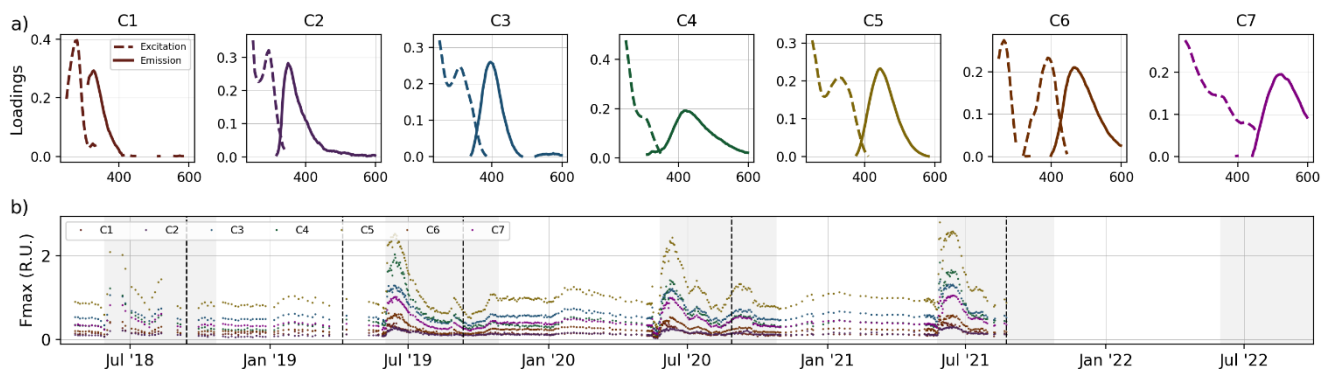 a)
C1 C2 C3 C4 C5 C6 C7
Loadings
0.4 0.2 0.0
Excitation
Emission
0.3 0.2 0.1 0.0
0.3 0.2 0.1 0.0
0.4 0.2 0.0
0.3 0.2 0.1 0.0
0.2 0.1 0.0
0.2 0.1 0.0
400 400 600 400 600 400 600 400 600 400 600 400 600
b)
C1 C2 C3 C4 C5 C6 C7
Fmax (R.U.)
2
0
Jul '18 Jan '19 Jul '19 Jan '20 Jul '20 Jan '21 Jul '21 Jan '22 Jul '22